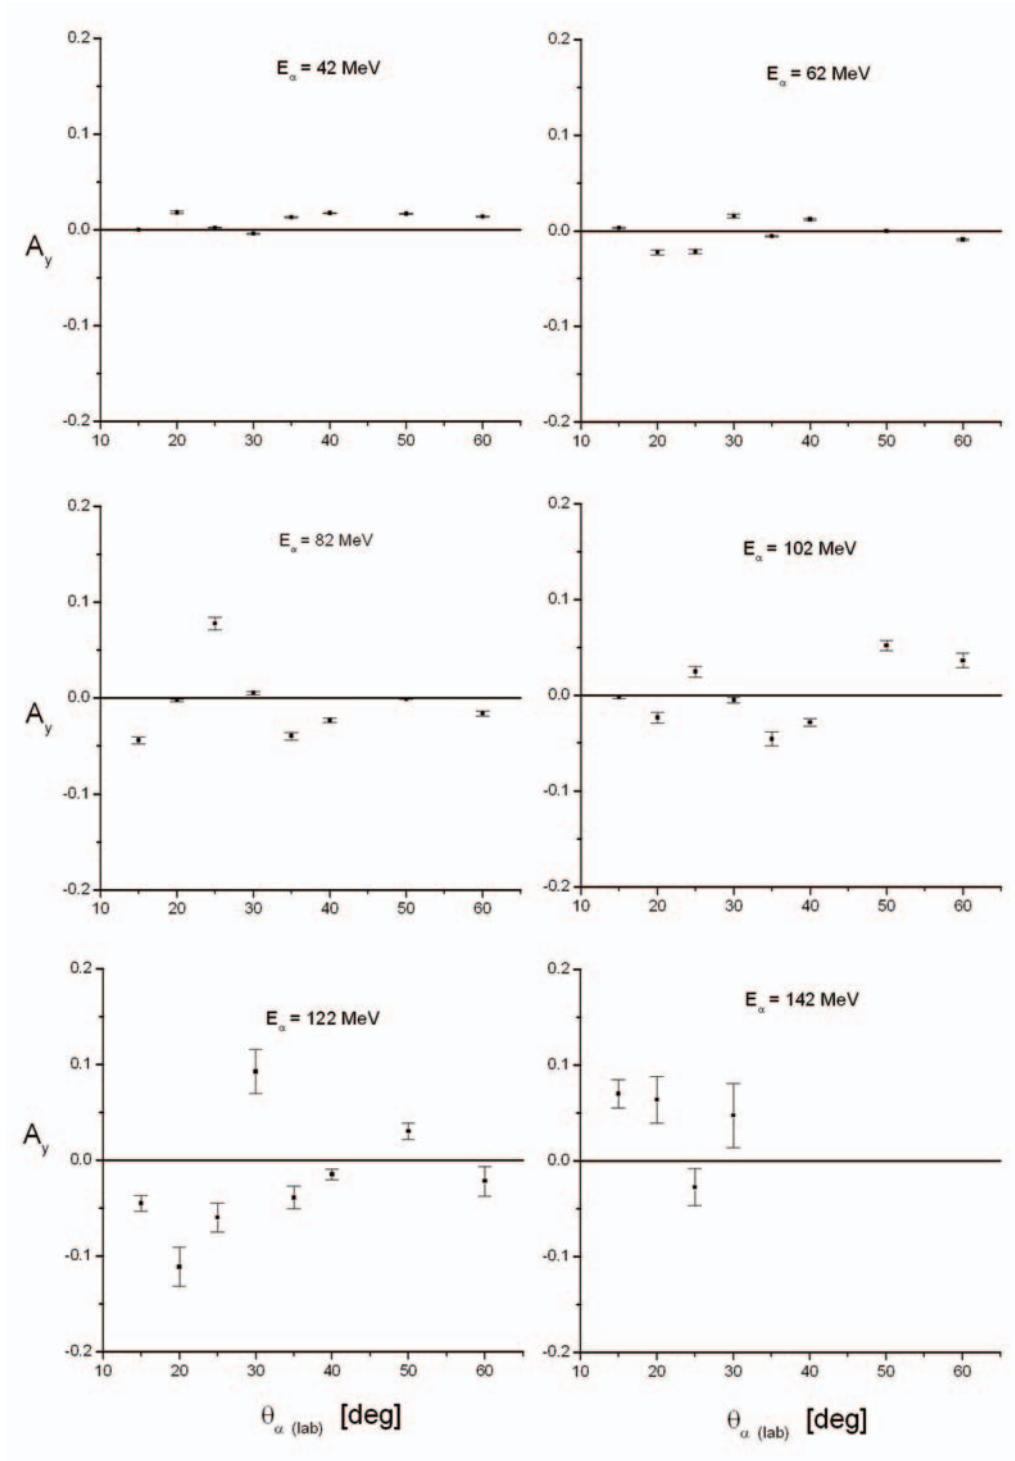 0.2
E_α = 42 MeV
0.1
0.0
A_y
-0.1
-0.2
10 20 30 40 50 60
0.2
E_α = 62 MeV
0.1
0.0
-0.1
-0.2
10 20 30 40 50 60
0.2
E_α = 82 MeV
0.1
0.0
A_y
-0.1
-0.2
10 20 30 40 50 60
0.2
E_α = 102 MeV
0.1
0.0
-0.1
-0.2
10 20 30 40 50 60
0.2
E_α = 122 MeV
0.1
0.0
A_y
-0.1
-0.2
10 20 30 40 50 60
θ_α (lab) [deg]
0.2
E_α = 142 MeV
0.1
0.0
-0.1
-0.2
10 20 30 40 50 60
θ_α (lab) [deg]